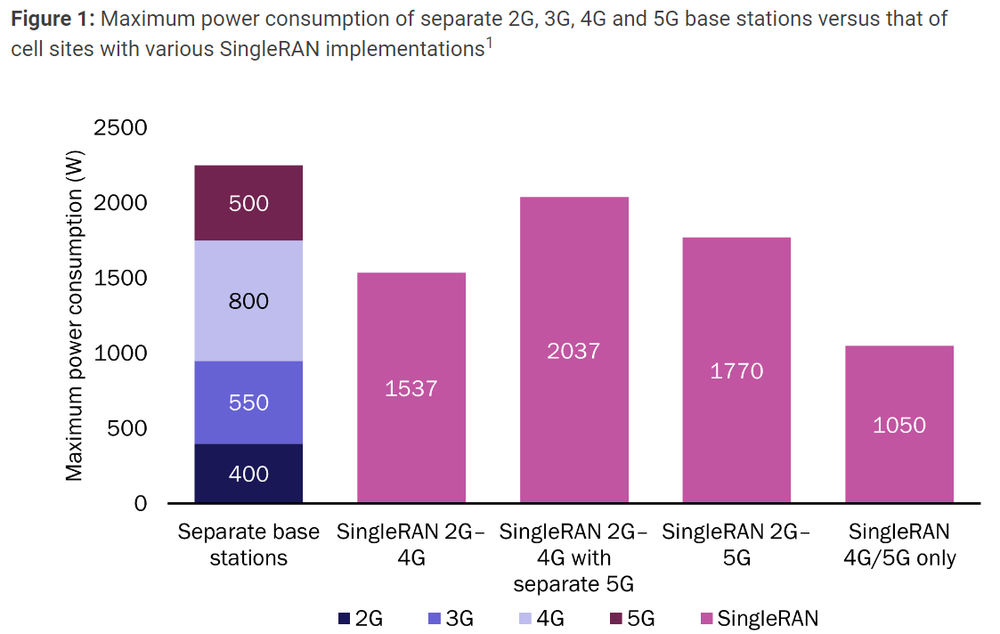 Figure 1: Maximum power consumption of separate 2G, 3G, 4G and 5G base stations versus that of
cell sites with various SingleRAN implementations1
Maximum power consumption (W)
2500
2000
1500
1000
500
0
500
800
550
400
1537
2037
1770
1050
Separate base
stations
SingleRAN 2G–
4G
SingleRAN 2G–
4G with
separate 5G
SingleRAN 2G–
5G
SingleRAN
4G/5G only
2G 3G 4G 5G SingleRAN